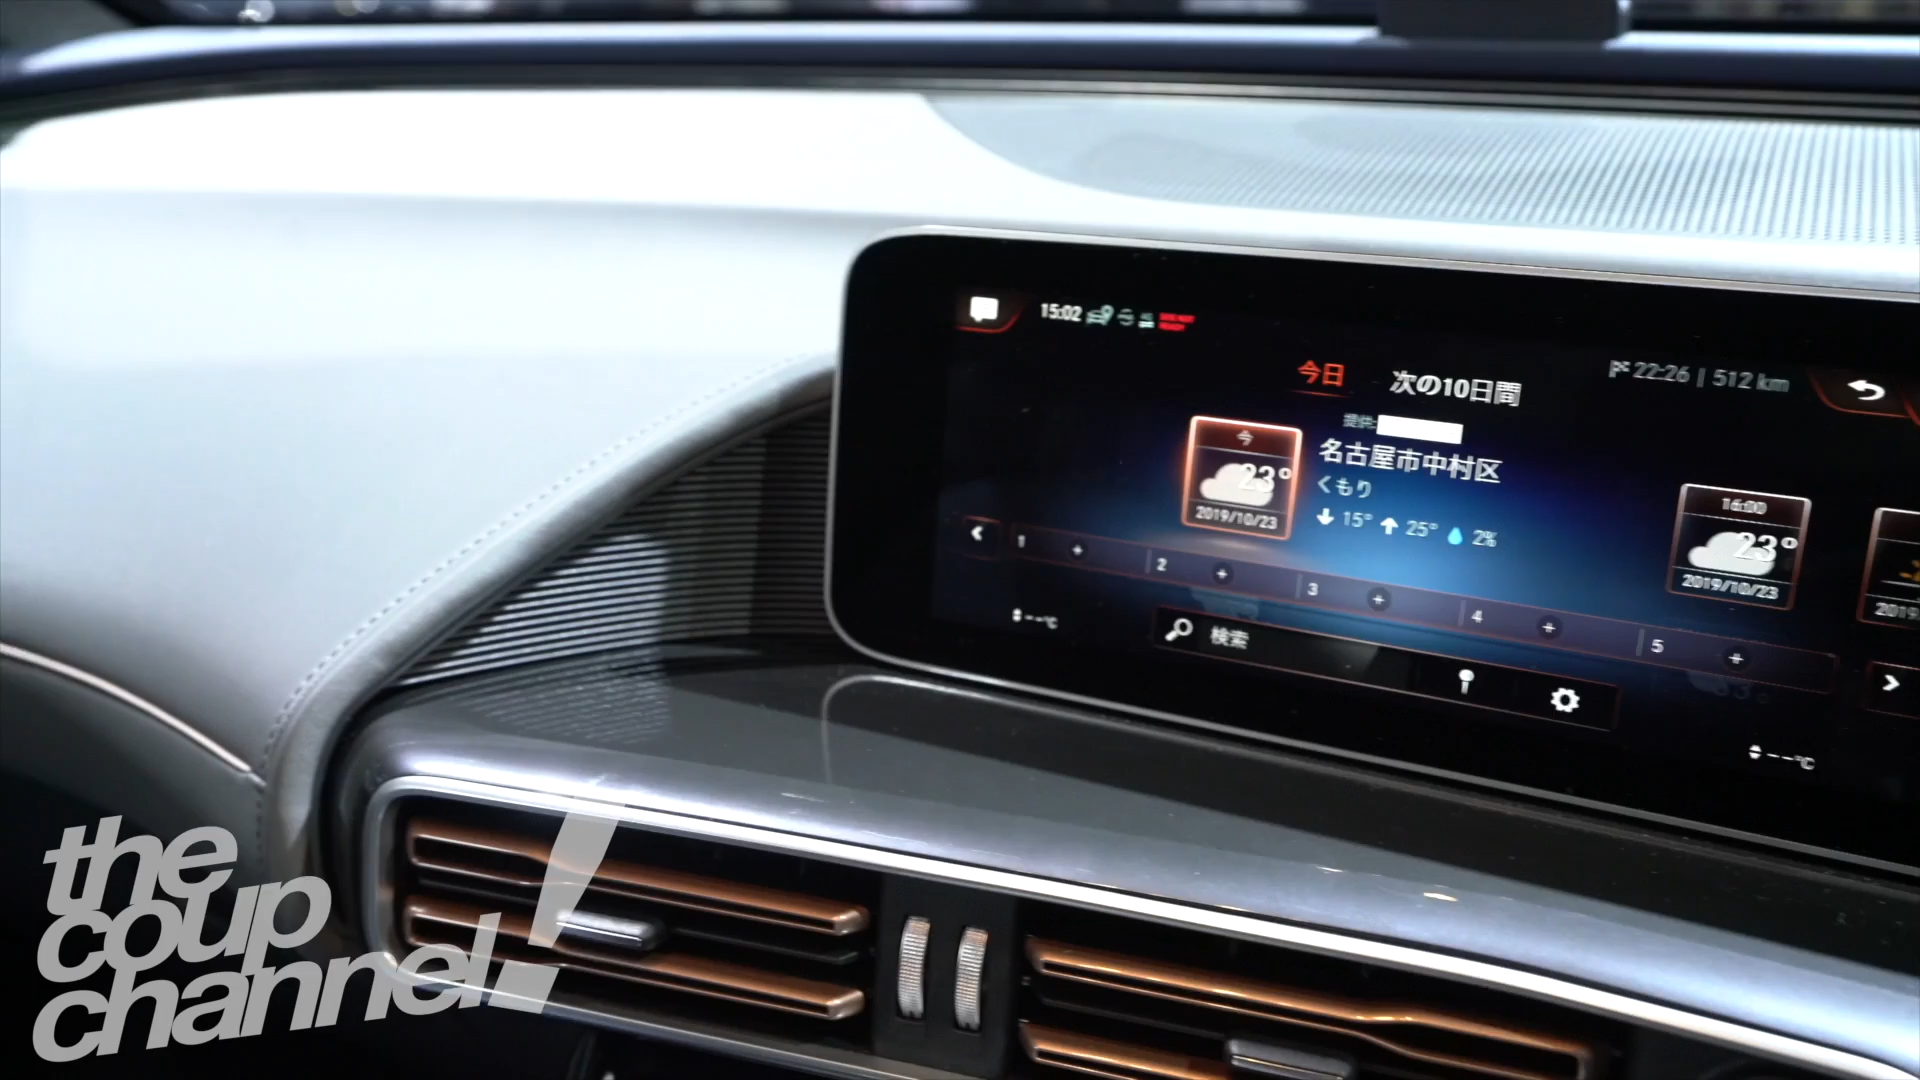 15:02
22:26 | 512 km
今日
次の10日間
提供:
今
23°
2019/10/23
名古屋市中村区
くもり
15° 25° 2%
16:00
23°
2019/10/23
2019
1 + 2 + 3 + 4 + 5 +
--°C
検索
--°C
the
coup
channel!